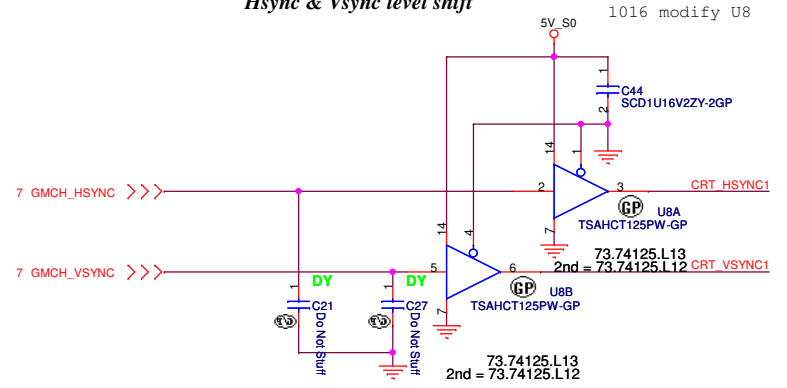 Hsync & Vsync level shift
1016 modify U8
5V_S0
1
C44
SCD1U16V2ZY-2GP
2
14
1
7 GMCH_HSYNC
2
3
CRT_HSYNC1
GP
U8A
TSAHCT125PW-GP
7
14
4
73.74125.L13
2nd = 73.74125.L12
7 GMCH_VSYNC
5
6
CRT_VSYNC1
DY
DY
GP
U8B
TSAHCT125PW-GP
1
C21
Do Not Stuff
1
C27
Do Not Stuff
7
73.74125.L13
2nd = 73.74125.L12